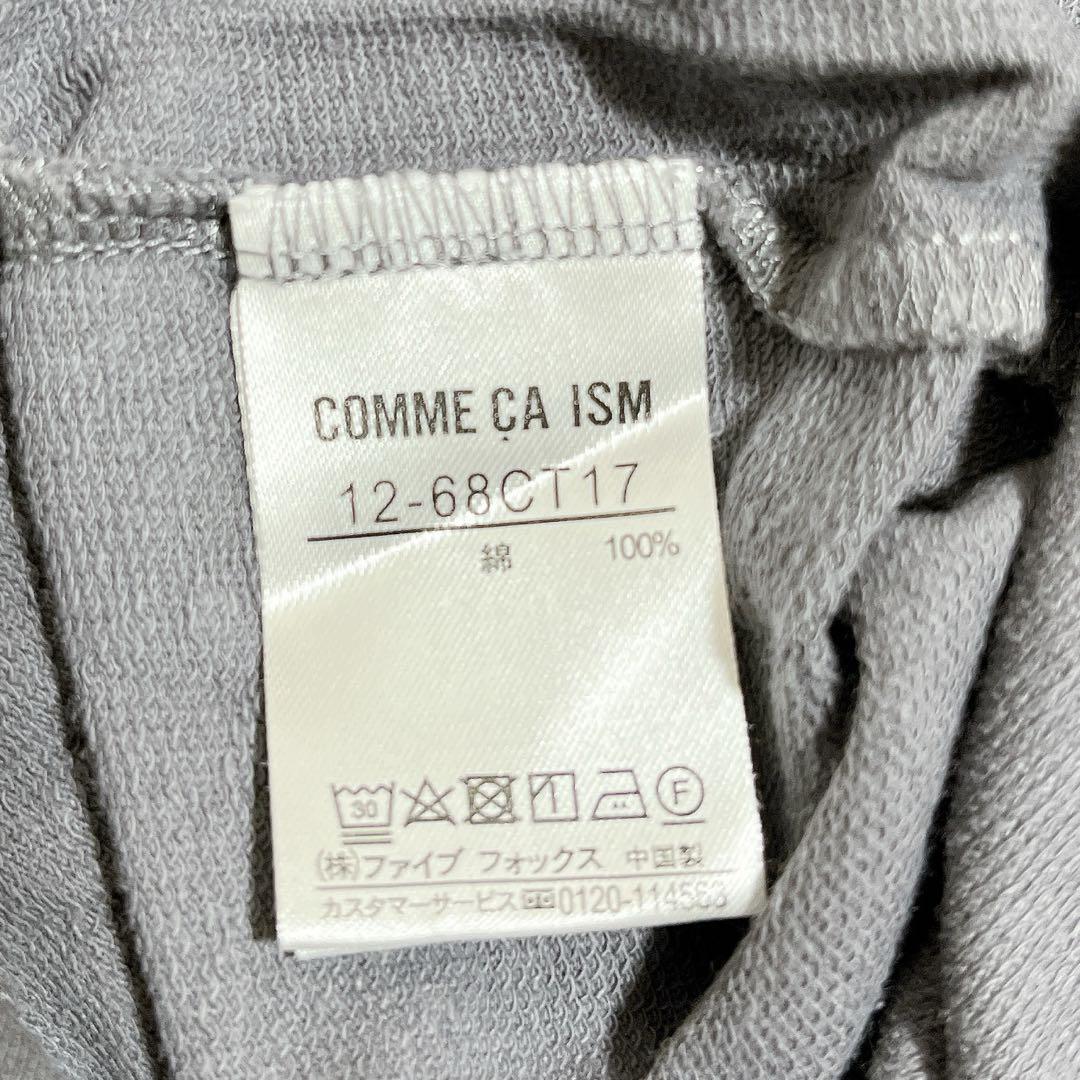 COMME ÇA ISM
12-68CT17
綿 100%
30 F
(株)ファイブ フォックス 中国製
カスタマーサービス 0120-114563